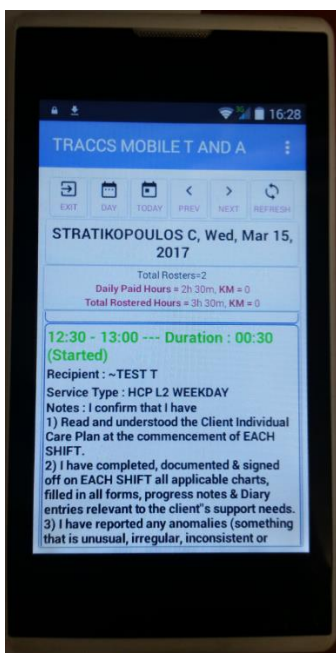 16:28
TRACCS MOBILE T AND A
EXIT DAY TODAY PREV NEXT REFRESH
STRATIKOPOULOS C, Wed, Mar 15,
2017
Total Rosters=2
Daily Paid Hours = 2h 30m, KM = 0
Total Rostered Hours = 3h 30m, KM = 0
12:30 - 13:00 --- Duration : 00:30
(Started)
Recipient : ~TEST T
Service Type : HCP L2 WEEKDAY
Notes : I confirm that I have
1) Read and understood the Client Individual
Care Plan at the commencement of EACH
SHIFT.
2) I have completed, documented & signed
off on EACH SHIFT all applicable charts,
filled in all forms, progress notes & Diary
entries relevant to the client"s support needs.
3) I have reported any anomalies (something
that is unusual, irregular, inconsistent or